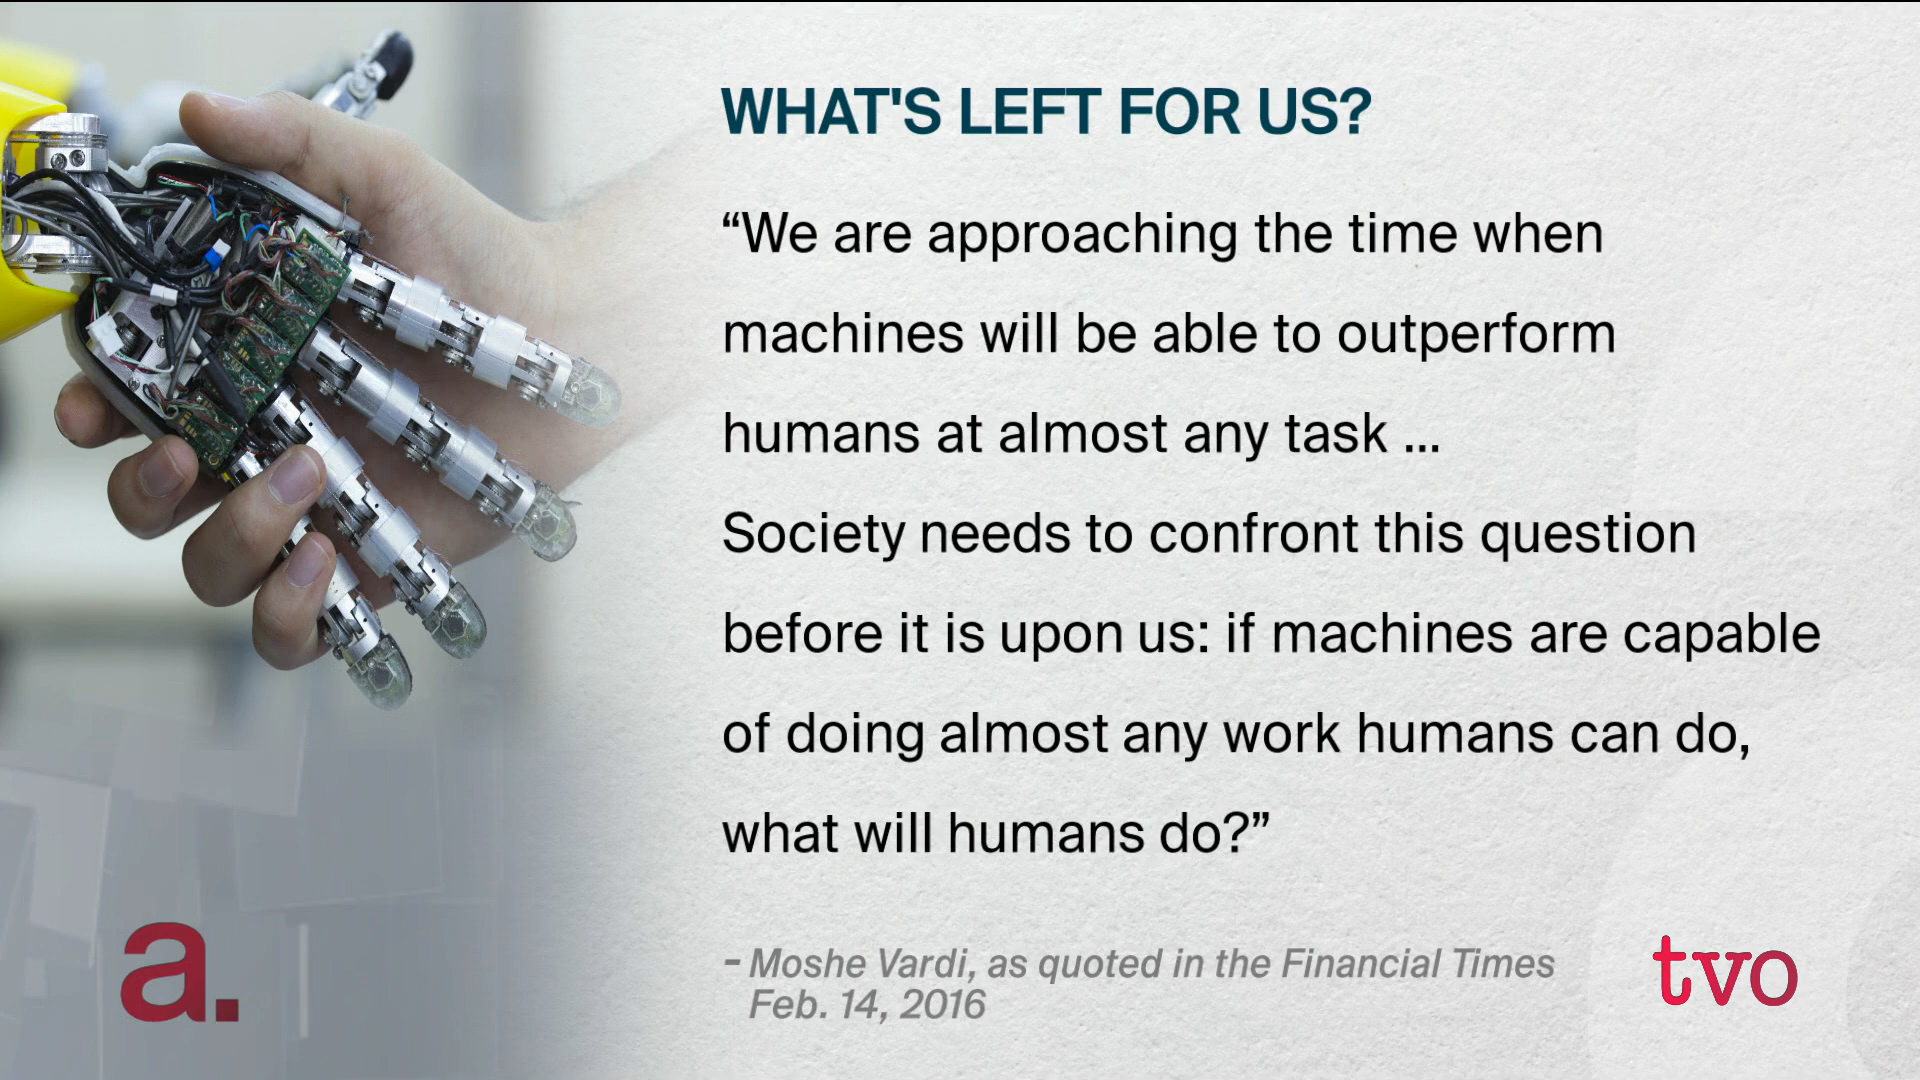 WHAT'S LEFT FOR US?
“We are approaching the time when
machines will be able to outperform
humans at almost any task ...
Society needs to confront this question
before it is upon us: if machines are capable
of doing almost any work humans can do,
what will humans do?”
- Moshe Vardi, as quoted in the Financial Times
Feb. 14, 2016
a.
tvo